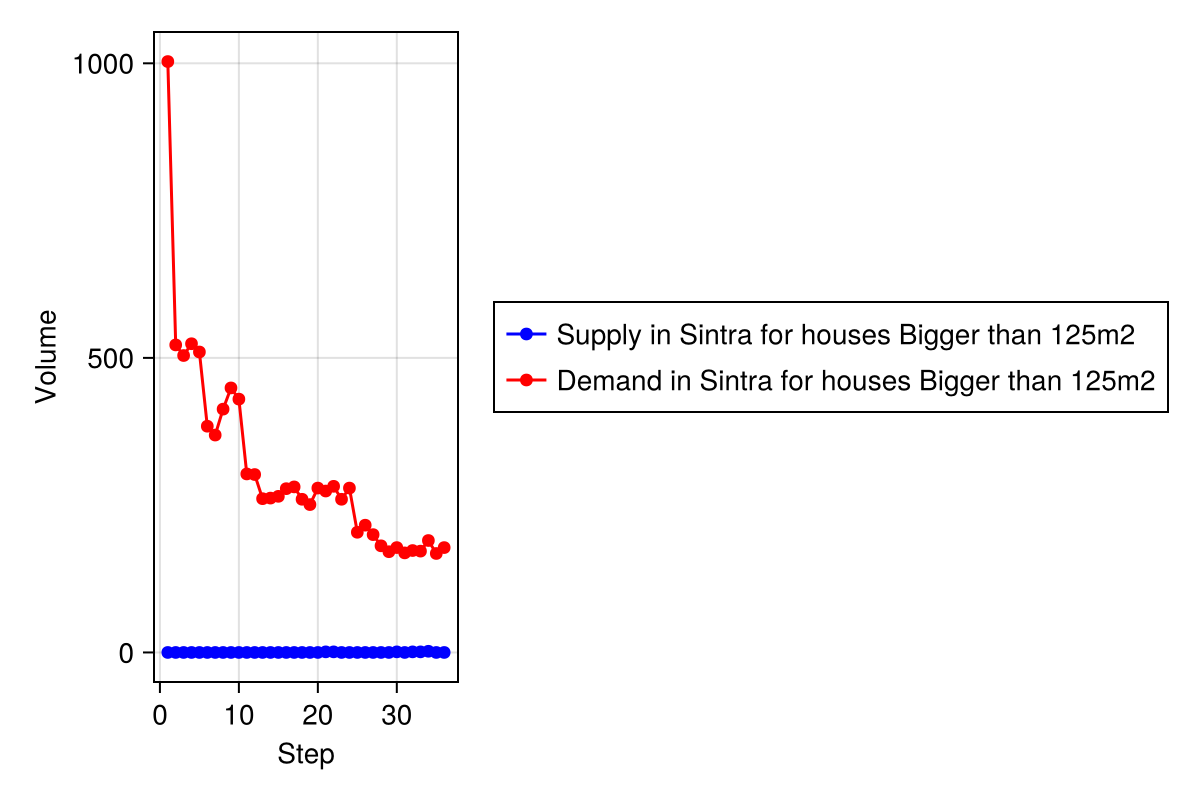 1000
500
0
Volume
0 10 20 30
Step
Supply in Sintra for houses Bigger than 125m2
Demand in Sintra for houses Bigger than 125m2